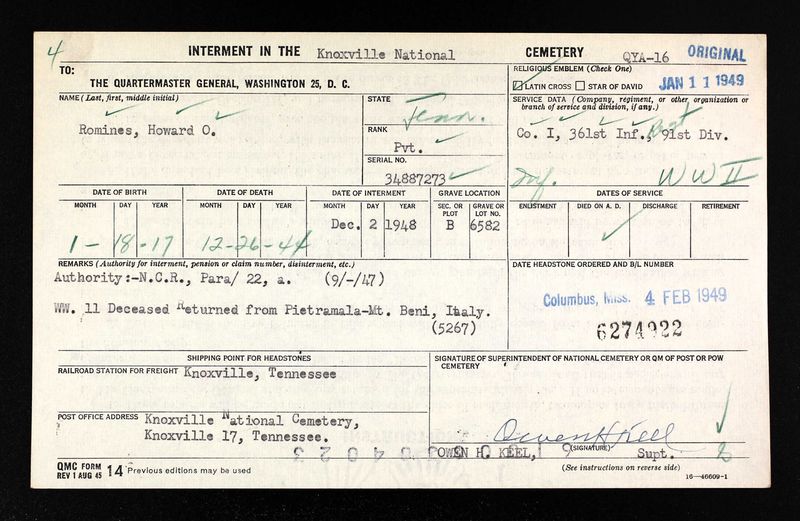 4
INTERMENT IN THE Knoxville National CEMETERY QYA-16 ORIGINAL
TO:
THE QUARTERMASTER GENERAL, WASHINGTON 25, D. C.
RELIGIOUS EMBLEM (Check One)
LATIN CROSS STAR OF DAVID
JAN 11 1949
NAME (Last, first, middle initial)
Romines, Howard O.
STATE
Tenn.
RANK
Pvt.
SERIAL NO.
34887273
SERVICE DATA (Company, regiment, or other organization or
branch of service and division, if any.)
Co. I, 361st Inf., Regt 91st Div.
Inf. WW II
DATE OF BIRTH
MONTH DAY YEAR
1-18-17
DATE OF DEATH
MONTH DAY YEAR
12-26-44
DATE OF INTERMENT
MONTH DAY YEAR
Dec. 2 1948
GRAVE LOCATION
SEC. OR PLOT GRAVE OR LOT NO.
B 6582
DATES OF SERVICE
ENLISTMENT DIED ON A. D. DISCHARGE RETIREMENT
REMARKS (Authority for interment, pension or claim number, disinterment, etc.)
Authority:-N.C.R., Para/ 22, a. (9/-/47)
WW. 11 Deceased Returned from Pietramala-Mt. Beni, Italy.
(5267)
DATE HEADSTONE ORDERED AND B/L NUMBER
Columbus, Miss. 4 FEB 1949
6274922
SHIPPING POINT FOR HEADSTONES
RAILROAD STATION FOR FREIGHT Knoxville, Tennessee
POST OFFICE ADDRESS Knoxville National Cemetery,
Knoxville 17, Tennessee.
SIGNATURE OF SUPERINTENDENT OF NATIONAL CEMETERY OR QM OF POST OR POW
CEMETERY
Owen H Keel
OWEN H. KEEL, (SIGNATURE) Supt.
(See instructions on reverse side)
QMC FORM
REV 1 AUG 45 14 Previous editions may be used
16—46609-1